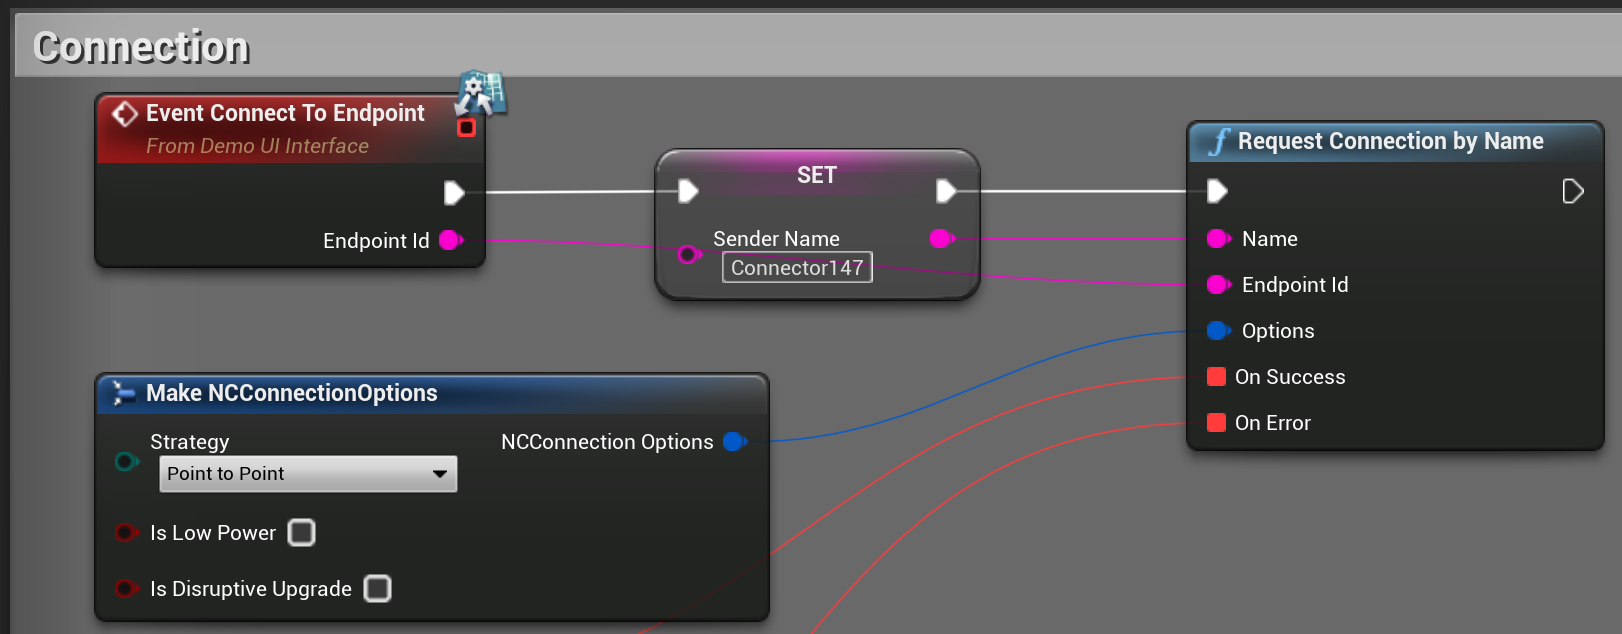 Connection
Event Connect To Endpoint
From Demo UI Interface
Endpoint Id
SET
Sender Name
Connector147
Request Connection by Name
Name
Endpoint Id
Options
On Success
On Error
Make NCConnectionOptions
Strategy
Point to Point
NCConnection Options
Is Low Power
Is Disruptive Upgrade